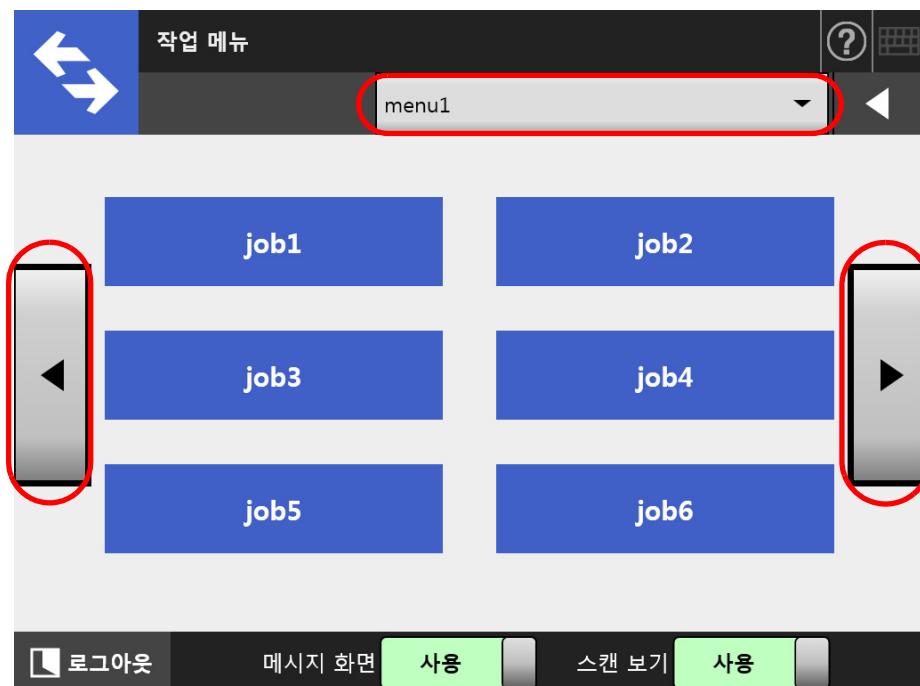 작업 메뉴
?
menu1
job1 job2
job3 job4
job5 job6
로그아웃 메시지 화면 사용 스캔 보기 사용